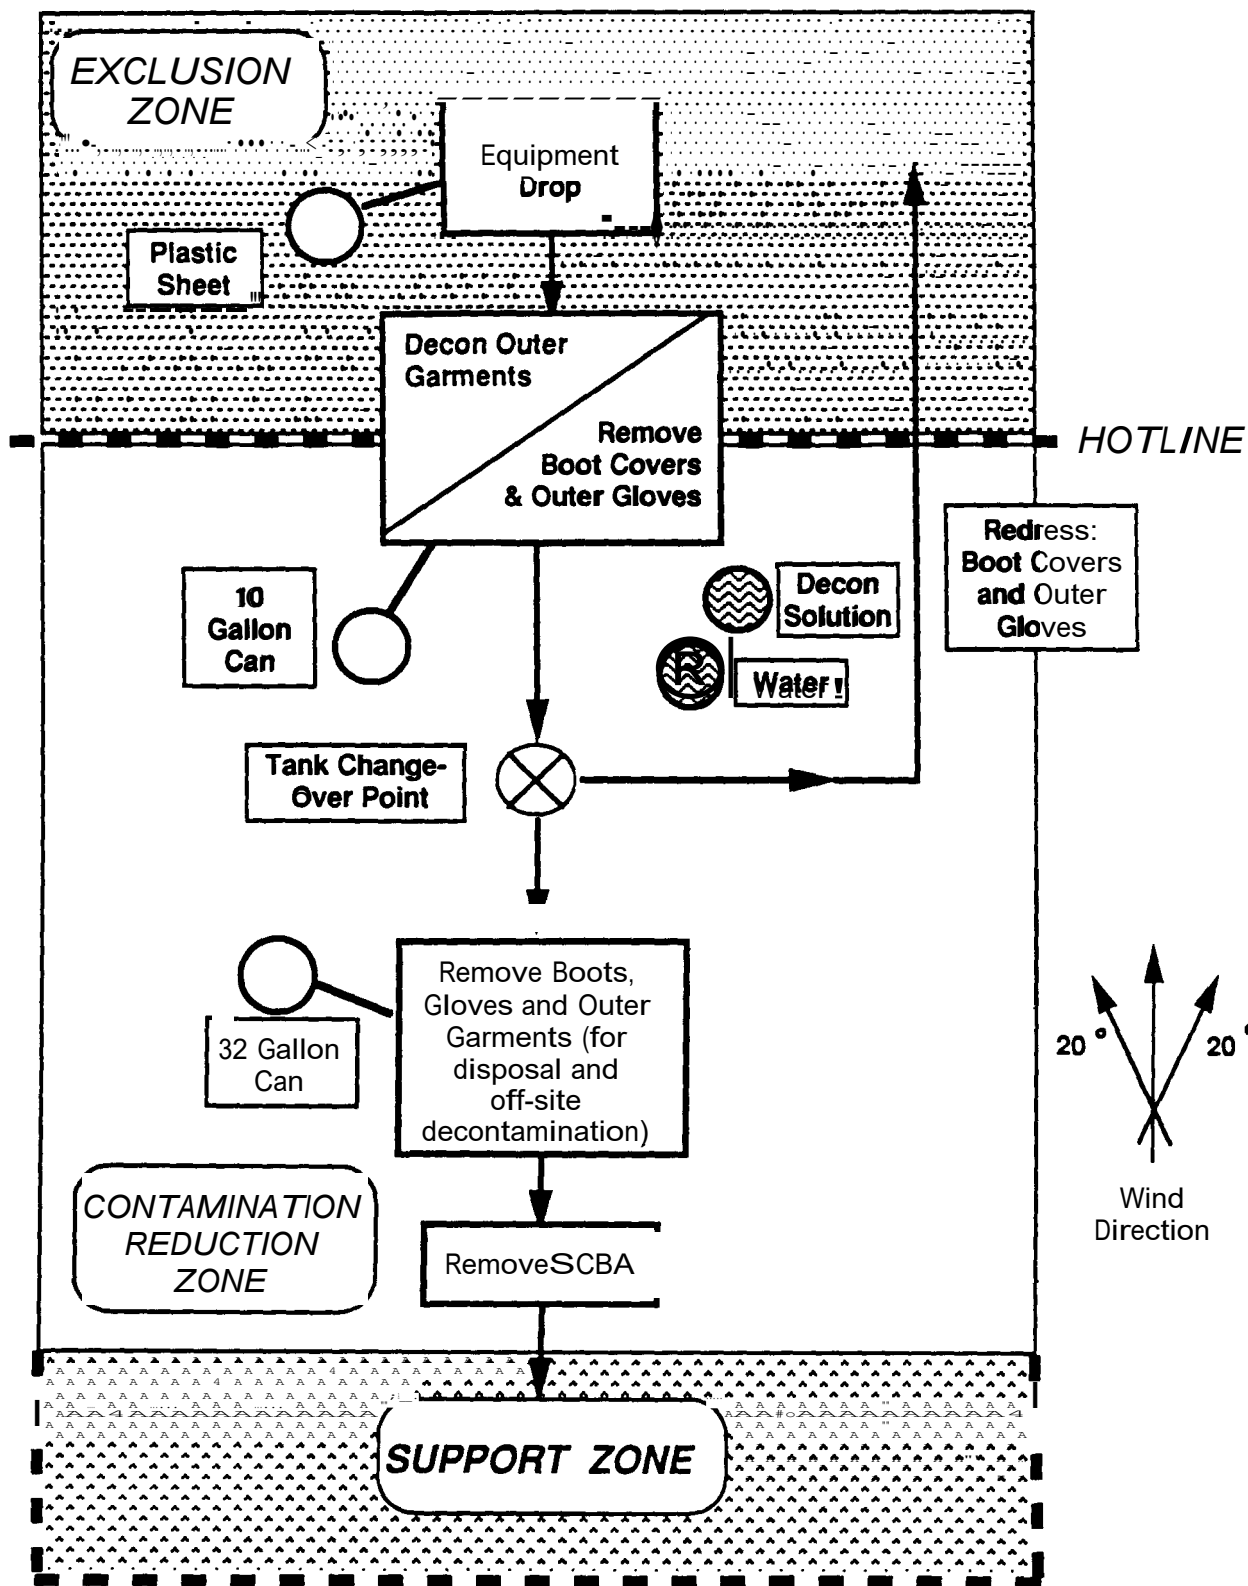 EXCLUSION
ZONE
Equipment
Drop
Plastic
Sheet
Decon Outer
Garments
Remove
Boot Covers
& Outer Gloves
HOTLINE
Redress:
Boot Covers
and Outer
Gloves
10
Gallon
Can
Decon
Solution
R
Water
Tank Change-
Over Point
32 Gallon
Can
Remove Boots,
Gloves and Outer
Garments (for
disposal and
off-site
decontamination)
20°
20°
Wind
Direction
CONTAMINATION
REDUCTION
ZONE
RemoveSCBA
SUPPORT ZONE